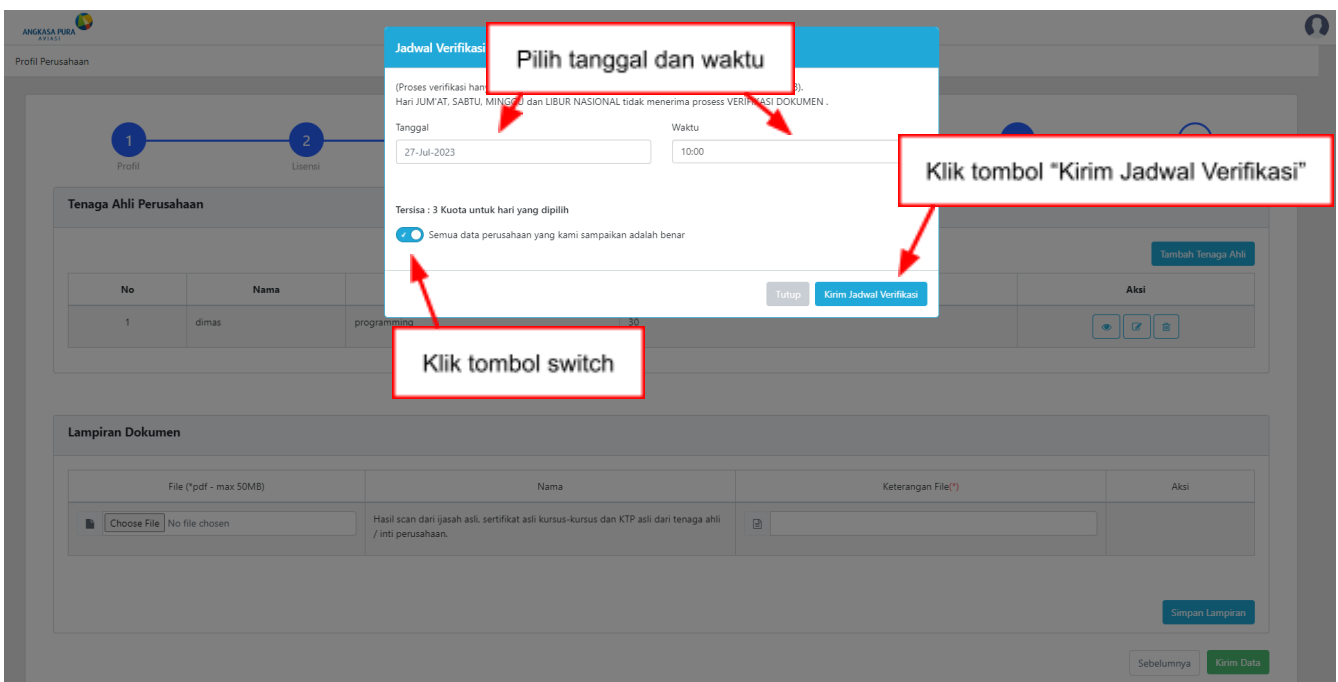 ANGKASA PURA
AVIASI
Profil Perusahaan
Jadwal Verifikasi
Pilih tanggal dan waktu
(Proses verifikasi
Hari JUM'AT, SABTU, MINGGU dan LIBUR NASIONAL tidak menerima prosess VERIFIKASI DOKUMEN .
Tanggal
Waktu
27-Jul-2023
10:00
1
2
Profil
Lisensi
Klik tombol "Kirim Jadwal Verifikasi"
Tenaga Ahli Perusahaan
Tersisa : 3 Kuota untuk hari yang dipilih
Semua data perusahaan yang kami sampaikan adalah benar
Tambah Tenaga Ahli
Tutup
Kirim Jadwal Verifikasi
No
Nama
Aksi
1
dimas
programming
30
Klik tombol switch
Lampiran Dokumen
File (*pdf - max 50MB)
Nama
Keterangan File(*)
Aksi
Choose File No file chosen
Hasil scan dari ijasah asli, sertifikat asli kursus-kursus dan KTP asli dari tenaga ahli
/ inti perusahaan.
Simpan Lampiran
Sebelumnya
Kirim Data